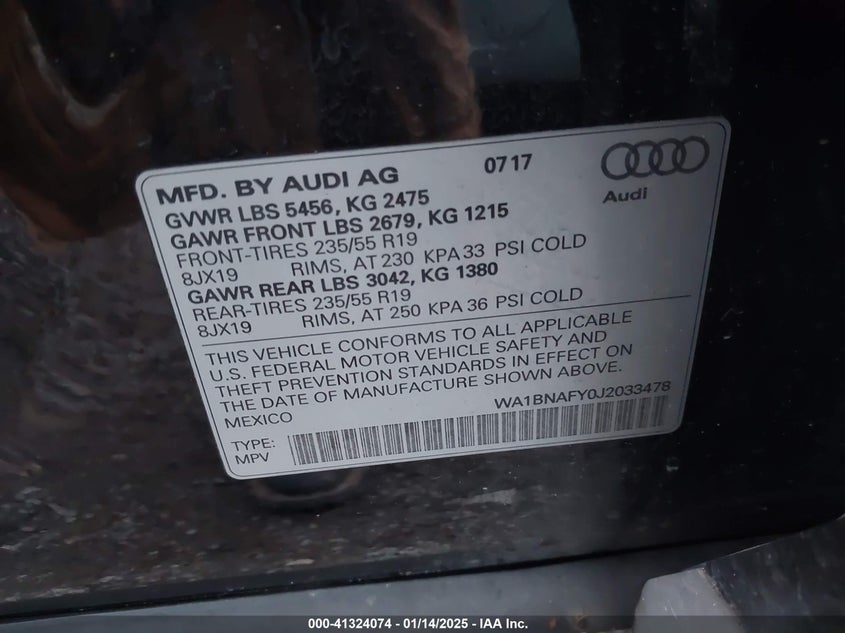 MFD. BY AUDI AG 0717
Audi
GVWR LBS 5456, KG 2475
GAWR FRONT LBS 2679, KG 1215
FRONT-TIRES 235/55 R19
8JX19 RIMS, AT 230 KPA 33 PSI COLD
GAWR REAR LBS 3042, KG 1380
REAR-TIRES 235/55 R19
8JX19 RIMS, AT 250 KPA 36 PSI COLD
THIS VEHICLE CONFORMS TO ALL APPLICABLE
U.S. FEDERAL MOTOR VEHICLE SAFETY AND
THEFT PREVENTION STANDARDS IN EFFECT ON
THE DATE OF MANUFACTURE SHOWN ABOVE.
MEXICO WA1BNAFY0J2033478
TYPE:
MPV
000-41324074 — 01/14/2025 — IAA Inc.